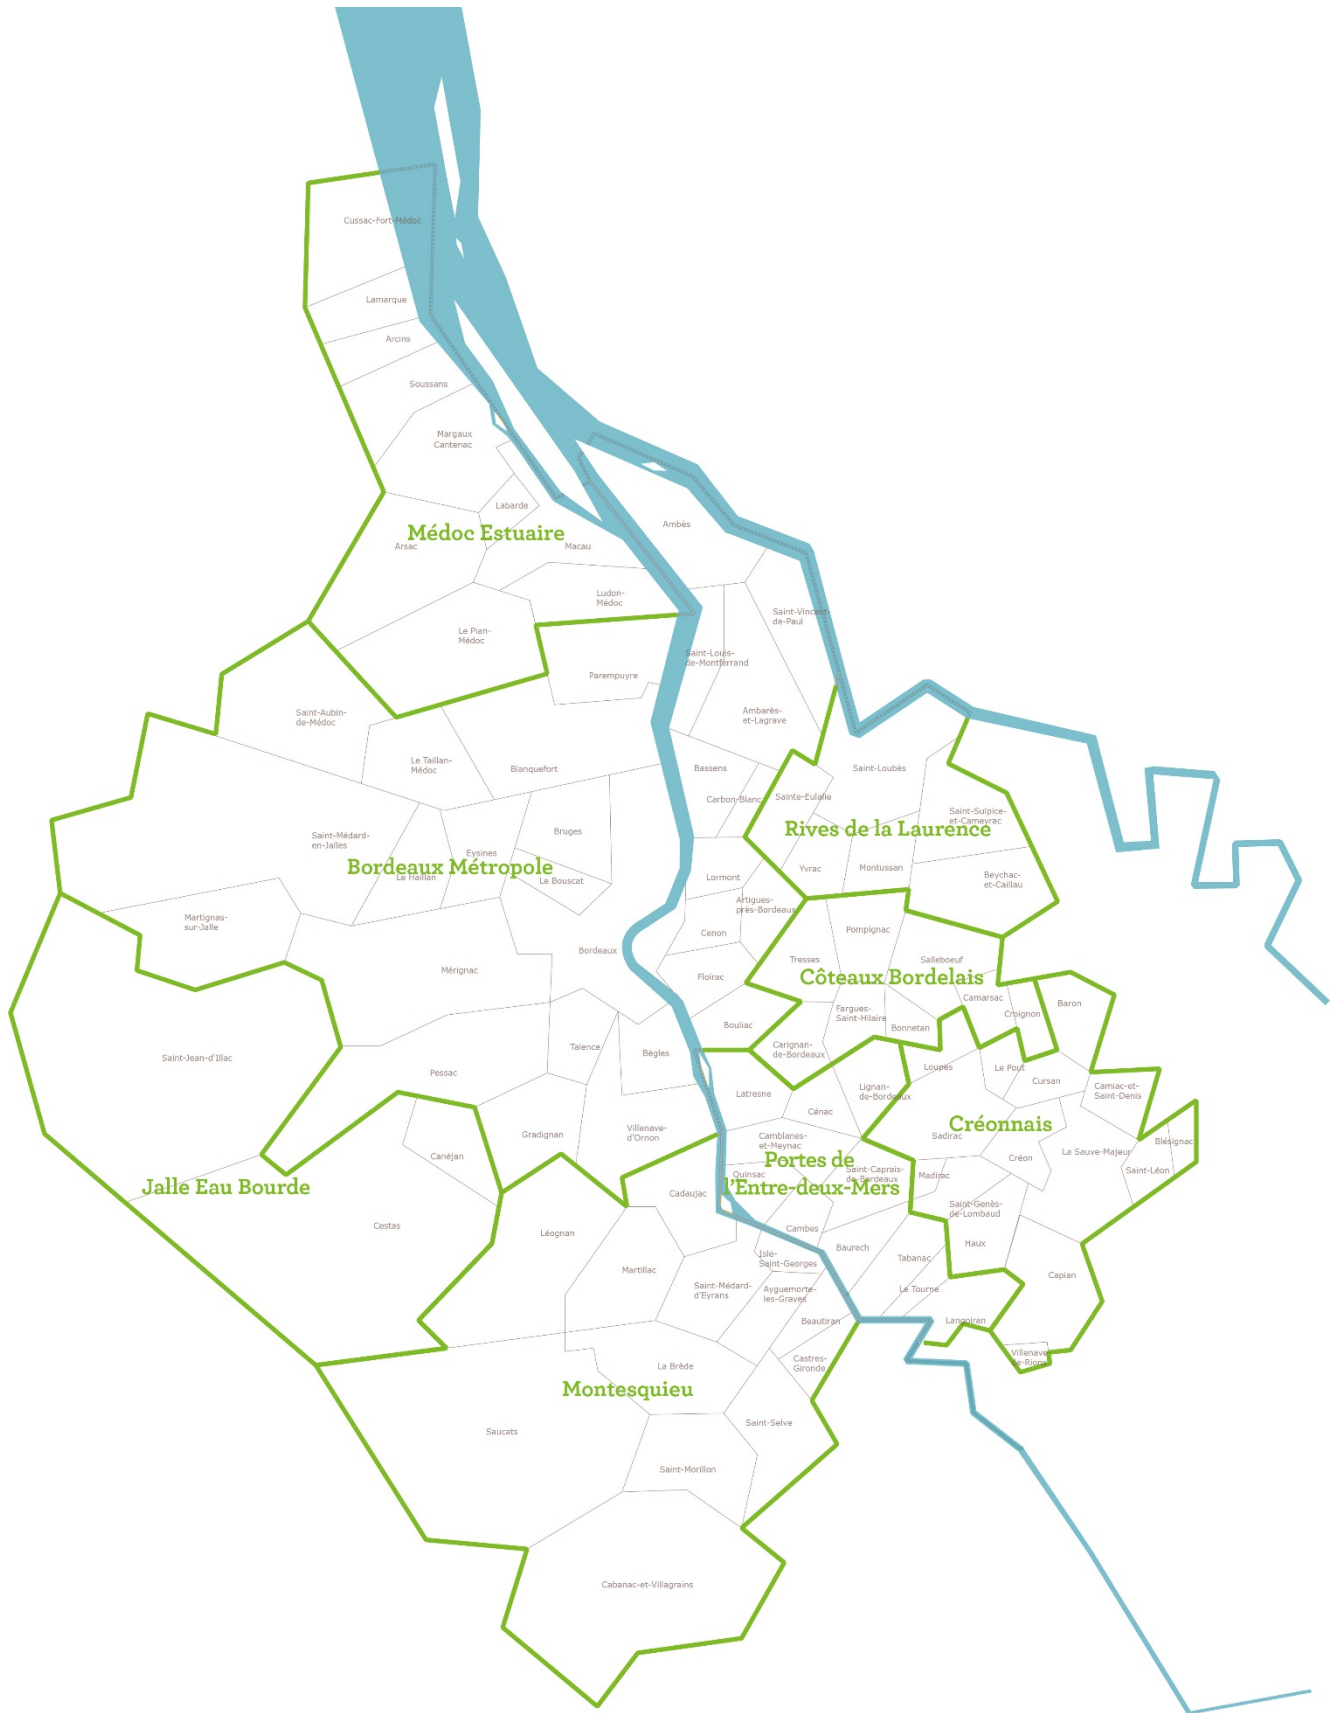 Cussac-Fort-Médoc
Lamarque
Arcins
Soussans
Margaux
Cantenac
Labarde
Médoc Estuaire
Arsac
Macau
Ambès
Ludon-
Médoc
Le Pian-
Médoc
Saint-Vincent-
de-Paul
Saint-Louis-
de-Montferrand
Parempuyre
Saint-Aubin-
de-Médoc
Ambarès-
et-Lagrave
Le Taillan-
Médoc
Blanquefort
Bassens
Saint-Loubès
Carbon-Blanc
Sainte-Eulalie
Saint-Sulpice-
et-Cameyrac
Rives de la Laurence
Saint-Médard-
en-Jalles
Bruges
Eysines
Bordeaux Métropole
Le Haillan
Le Bouscat
Yvrac
Montussan
Beychac-
et-Caillau
Lormont
Artigues-
près-Bordeaux
Martignas-
sur-Jalle
Cenon
Pompignac
Bordeaux
Mérignac
Floirac
Tresses
Salleboeuf
Côteaux Bordelais
Camarsac
Croignon
Baron
Fargues-
Saint-Hilaire
Bonnetan
Bouliac
Carignan-
de-Bordeaux
Saint-Jean-d'Illac
Talence
Bègles
Pessac
Loupes
Le Pout
Cursan
Camiac-et-
Saint-Denis
Latresne
Lignan-
de-Bordeaux
Cénac
Créonnais
Gradignan
Villenave-
d'Ornon
Camblanes-
et-Meynac
Sadirac
Créon
La Sauve-Majeur
Blésignac
Saint-Léon
Canéjan
Portes de
l'Entre-deux-Mers
Quinsac
Saint-Caprais-
de-Bordeaux
Madirac
Jalle Eau Bourde
Cadaujac
Saint-Genès-
de-Lombaud
Cestas
Léognan
Cambes
Baurech
Haux
Tabanac
Isle-
Saint-Georges
Martillac
Capian
Saint-Médard-
d'Eyrans
Ayguemorte-
les-Graves
Le Tourne
Beautiran
Langoiran
Villenave-
de-Rions
La Brède
Castres-
Gironde
Montesquieu
Saint-Selve
Saucats
Saint-Morillon
Cabanac-et-Villagrains